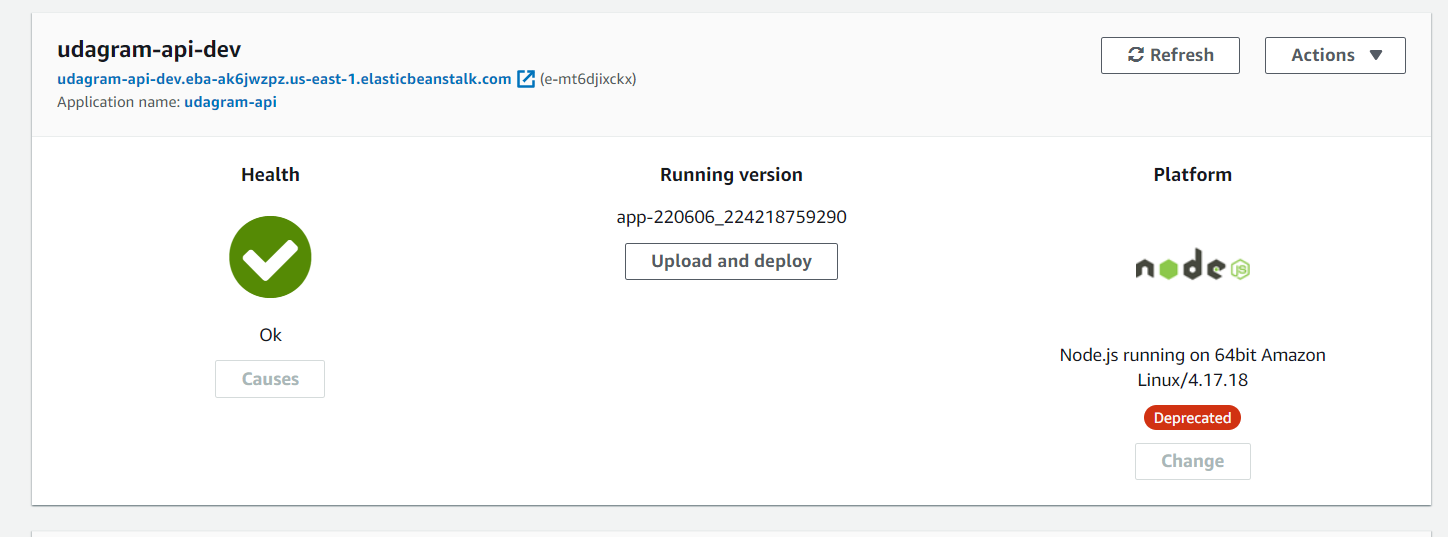 udagram-api-dev
Refresh
Actions
udagram-api-dev.eba-ak6jwzpz.us-east-1.elasticbeanstalk.com (e-mt6djixckx)
Application name: udagram-api
Health
Ok
Causes
Running version
app-220606_224218759290
Upload and deploy
Platform
node JS
Node.js running on 64bit Amazon
Linux/4.17.18
Deprecated
Change